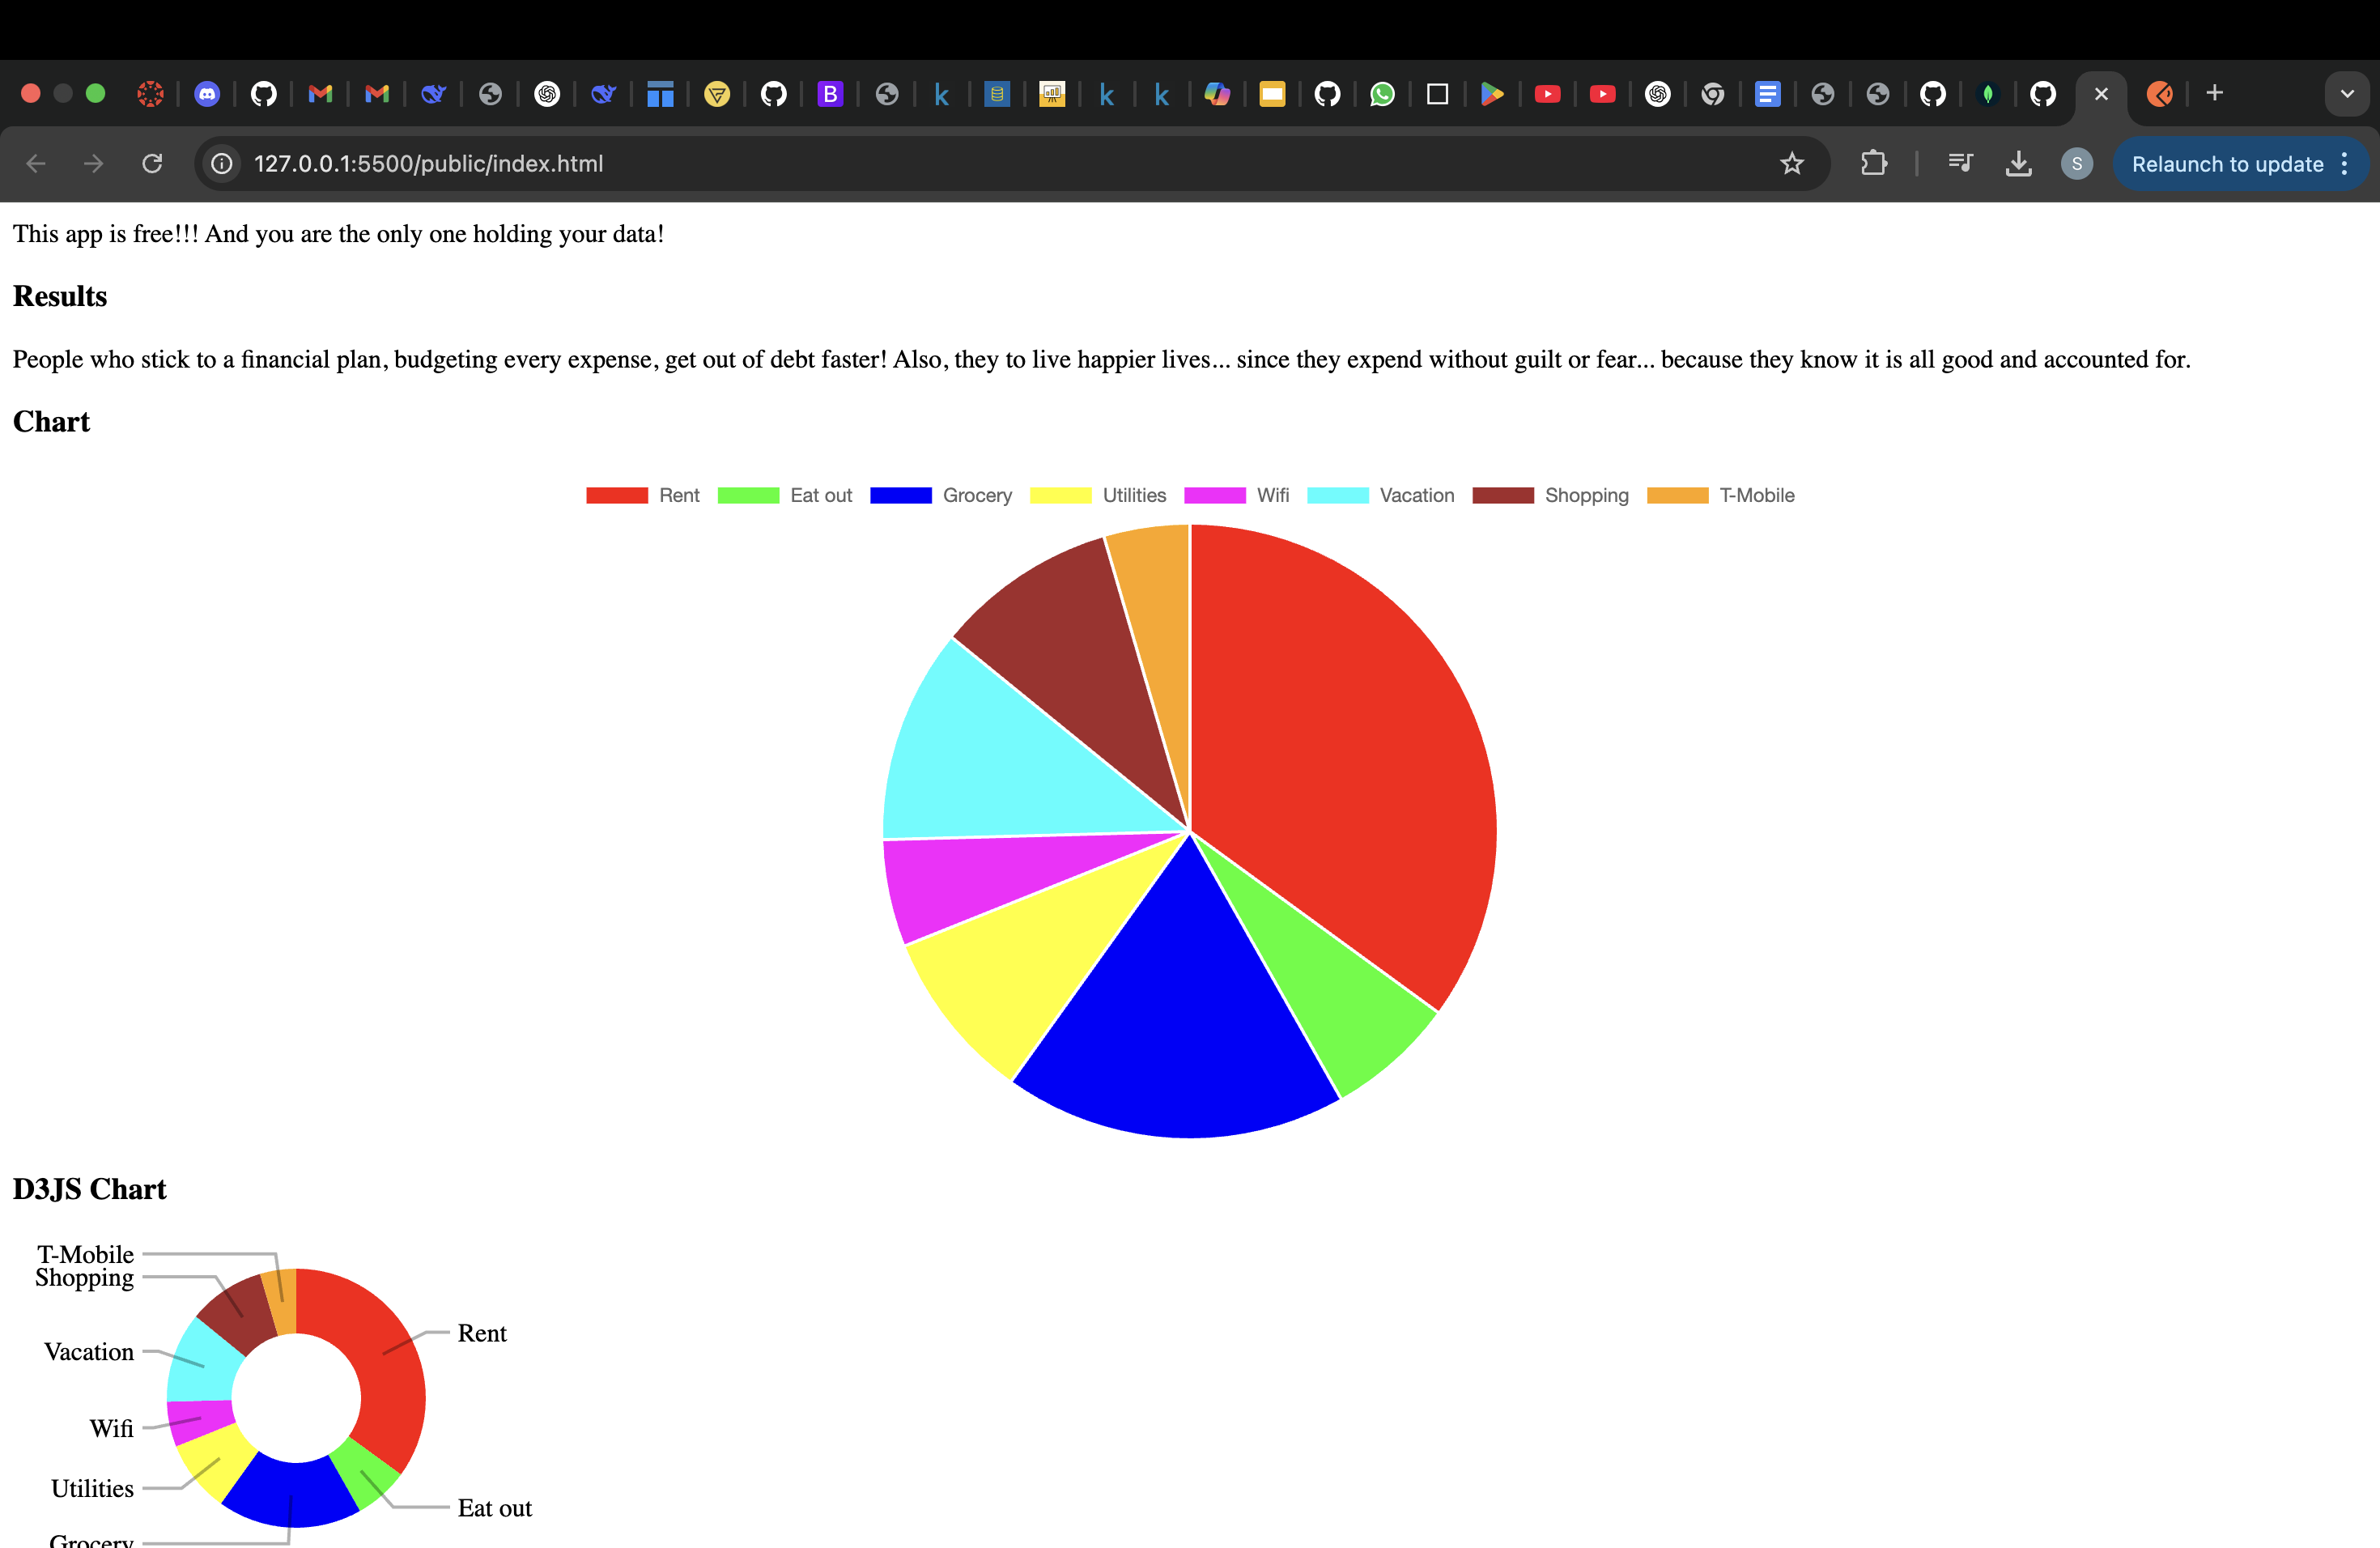 127.0.0.1:5500/public/index.html
S
Relaunch to update
This app is free!!! And you are the only one holding your data!
Results
People who stick to a financial plan, budgeting every expense, get out of debt faster! Also, they to live happier lives... since they expend without guilt or fear... because they know it is all good and accounted for.
Chart
Rent Eat out Grocery Utilities Wifi Vacation Shopping T-Mobile
D3JS Chart
T-Mobile
Shopping
Rent
Vacation
Wifi
Utilities
Eat out
Grocery